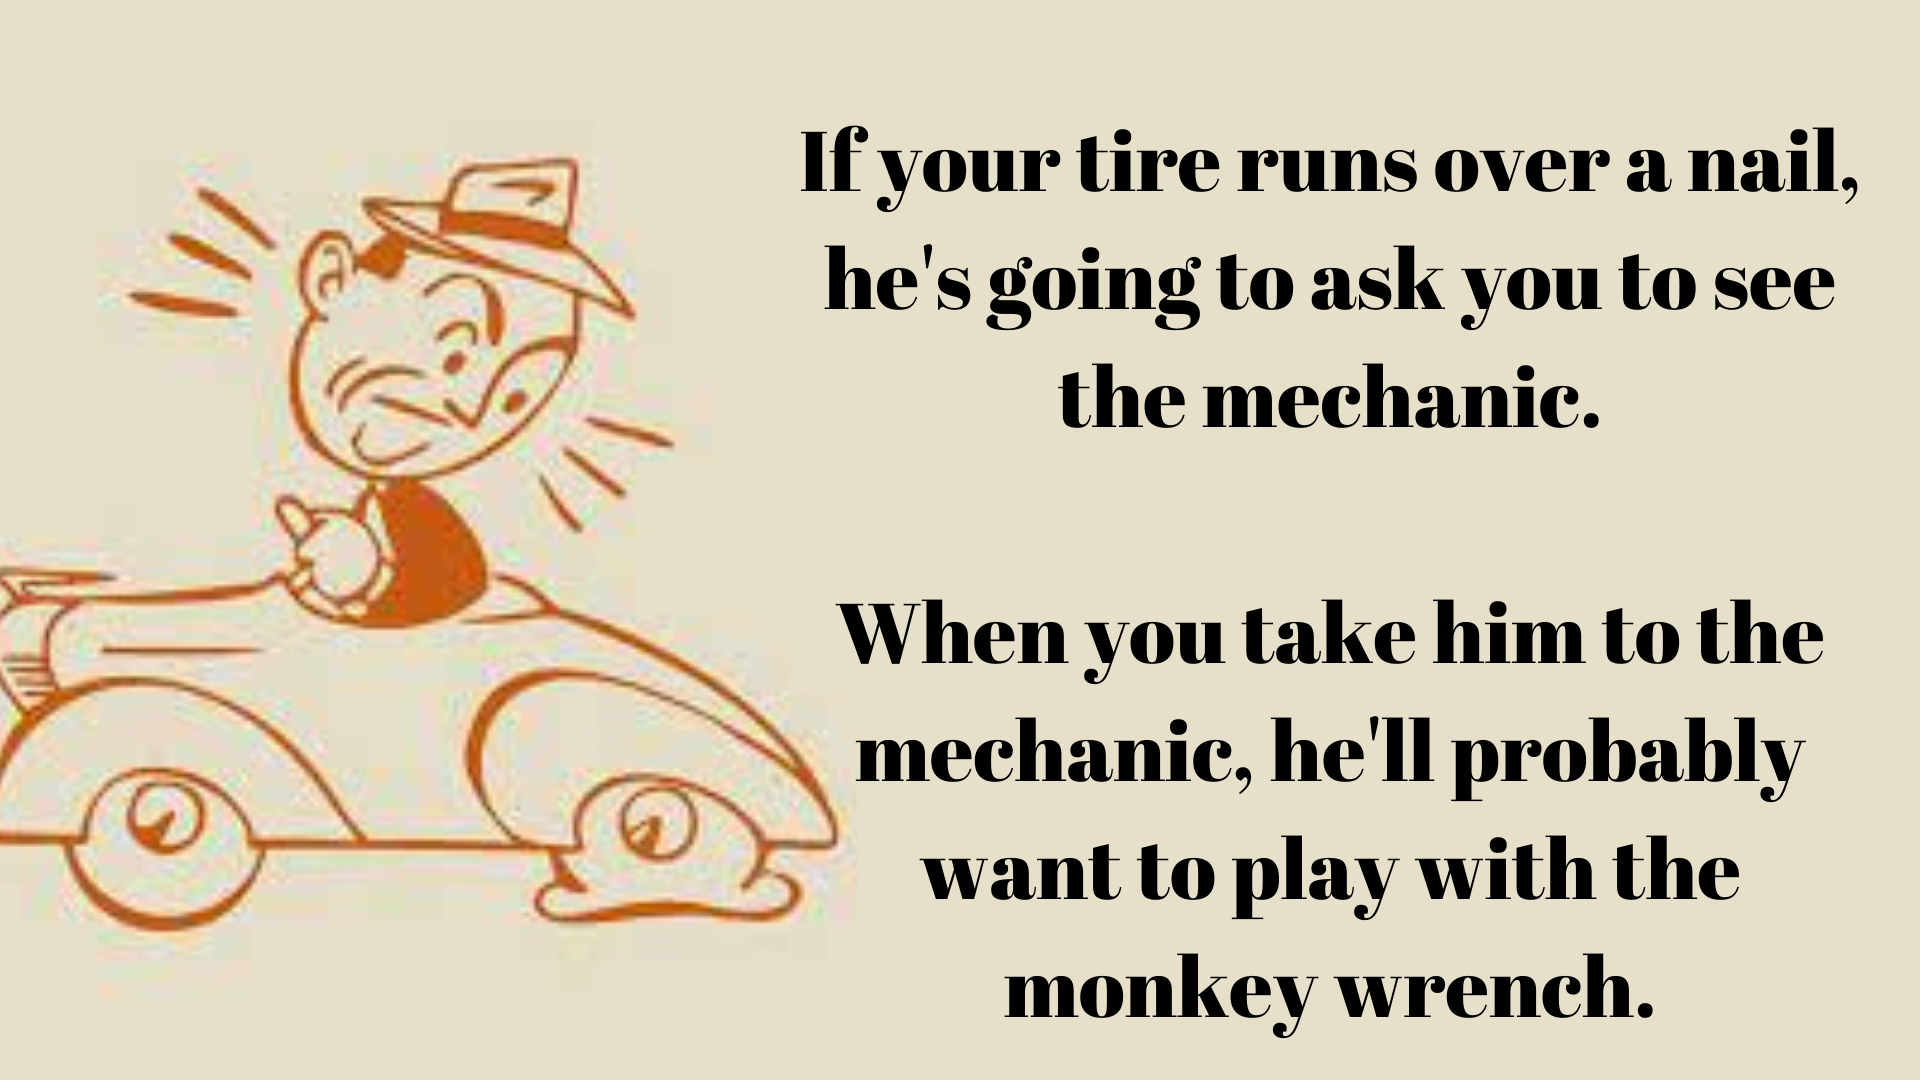 If your tire runs over a nail,
he's going to ask you to see
the mechanic.
When you take him to the
mechanic, he'll probably
want to play with the
monkey wrench.